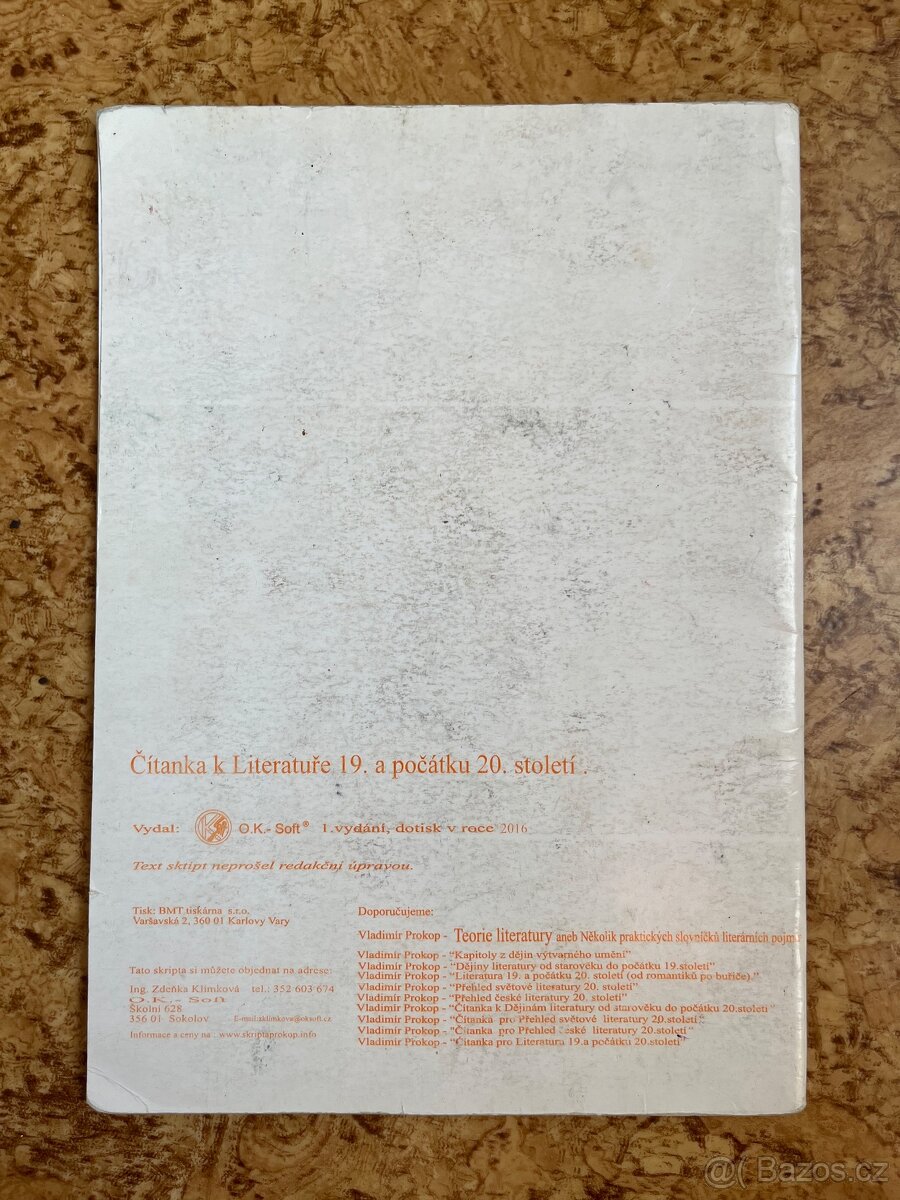 Čítanka k Literatuře 19. a počátku 20. století .
Vydal: K O.K.- Soft ® 1.vydání, dotisk v roce 2016
Text sktipt neprošel redakční úpravou.
Tisk: BMT tiskárna s.r.o.
Varšavská 2, 360 01 Karlovy Vary
Tato skripta si můžete objednat na adrese:
Ing. Zdeňka Klímková tel.: 352 603 674
O.K.- Soft
Školní 628
356 01 Sokolov E-mail:zklimkova@oksoft.cz
Informace a ceny na www.skriptaprokop.info
Doporučujeme:
Vladimír Prokop - Teorie literatury aneb Několik praktických slovníčků literárních pojmů
Vladimír Prokop - "Kapitoly z dějin výtvarného umění"
Vladimír Prokop - "Dějiny literatury od starověku do počátku 19.století"
Vladimír Prokop - "Literatura 19. a počátku 20. století (od romantiků po buřiče)."
Vladimír Prokop - "Přehled světové literatury 20. století"
Vladimír Prokop - "Přehled české literatury 20. století"
Vladimír Prokop - "Čítanka k Dějinám literatury od starověku do počátku 20.století"
Vladimír Prokop - "Čítanka pro Přehled světové literatury 20.století"
Vladimír Prokop - "Čítanka pro Přehled české literatury 20.století"
Vladimír Prokop - "Čítanka pro Literaturu 19.a počátku 20.století"
@( Bazos.cz